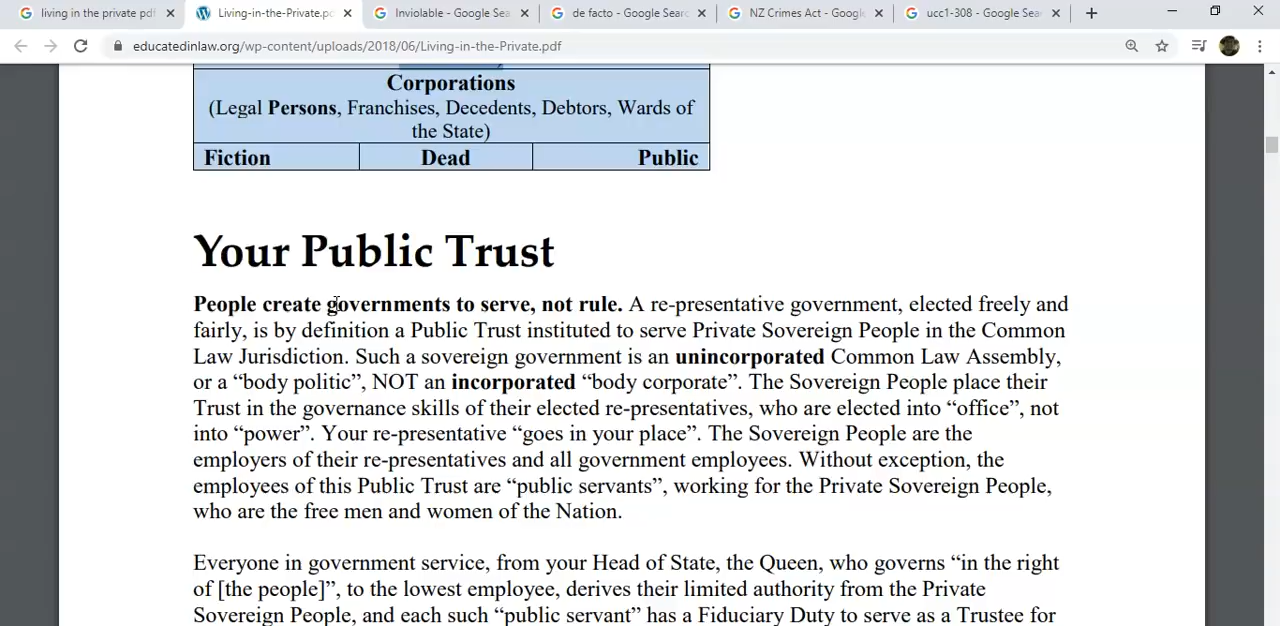 living in the private pdf
Living-in-the-Private.pc
Inviolable - Google Sea
de facto - Google Searc
NZ Crimes Act - Google
ucc1-308 - Google Sea
educatedinlaw.org/wp-content/uploads/2018/06/Living-in-the-Private.pdf
Corporations
(Legal Persons, Franchises, Decedents, Debtors, Wards of
the State)
Fiction Dead Public
Your Public Trust
People create governments to serve, not rule. A re-presentative government, elected freely and
fairly, is by definition a Public Trust instituted to serve Private Sovereign People in the Common
Law Jurisdiction. Such a sovereign government is an unincorporated Common Law Assembly,
or a “body politic”, NOT an incorporated “body corporate”. The Sovereign People place their
Trust in the governance skills of their elected re-presentatives, who are elected into “office”, not
into “power”. Your re-presentative “goes in your place”. The Sovereign People are the
employers of their re-presentatives and all government employees. Without exception, the
employees of this Public Trust are “public servants”, working for the Private Sovereign People,
who are the free men and women of the Nation.
Everyone in government service, from your Head of State, the Queen, who governs “in the right
of [the people]”, to the lowest employee, derives their limited authority from the Private
Sovereign People, and each such “public servant” has a Fiduciary Duty to serve as a Trustee for